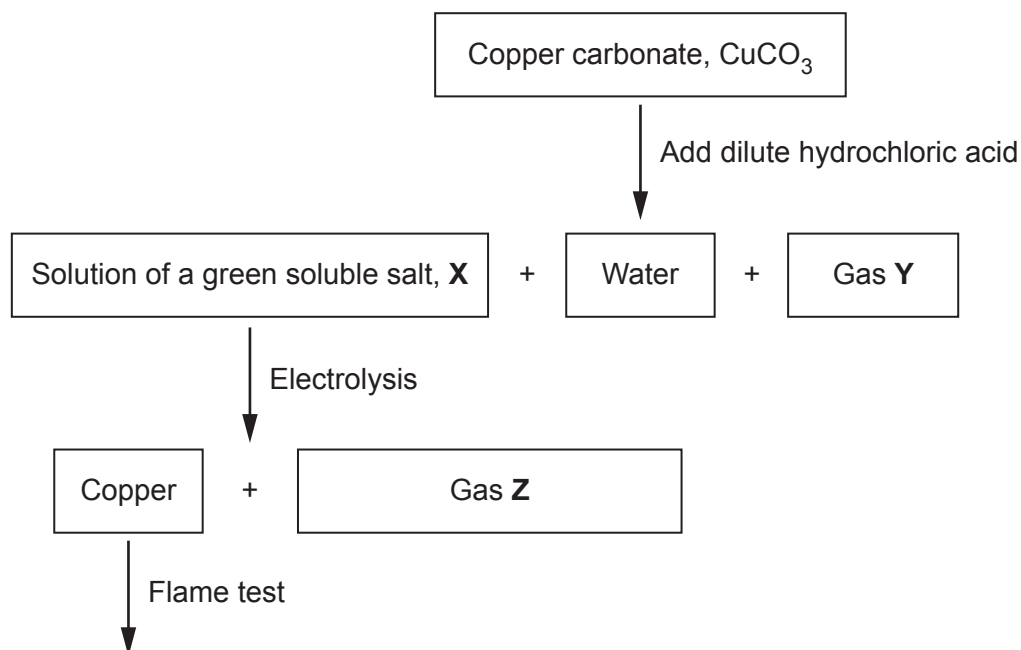 Copper carbonate, CuCO₃
Add dilute hydrochloric acid
Solution of a green soluble salt, X + Water + Gas Y
Electrolysis
Copper + Gas Z
Flame test